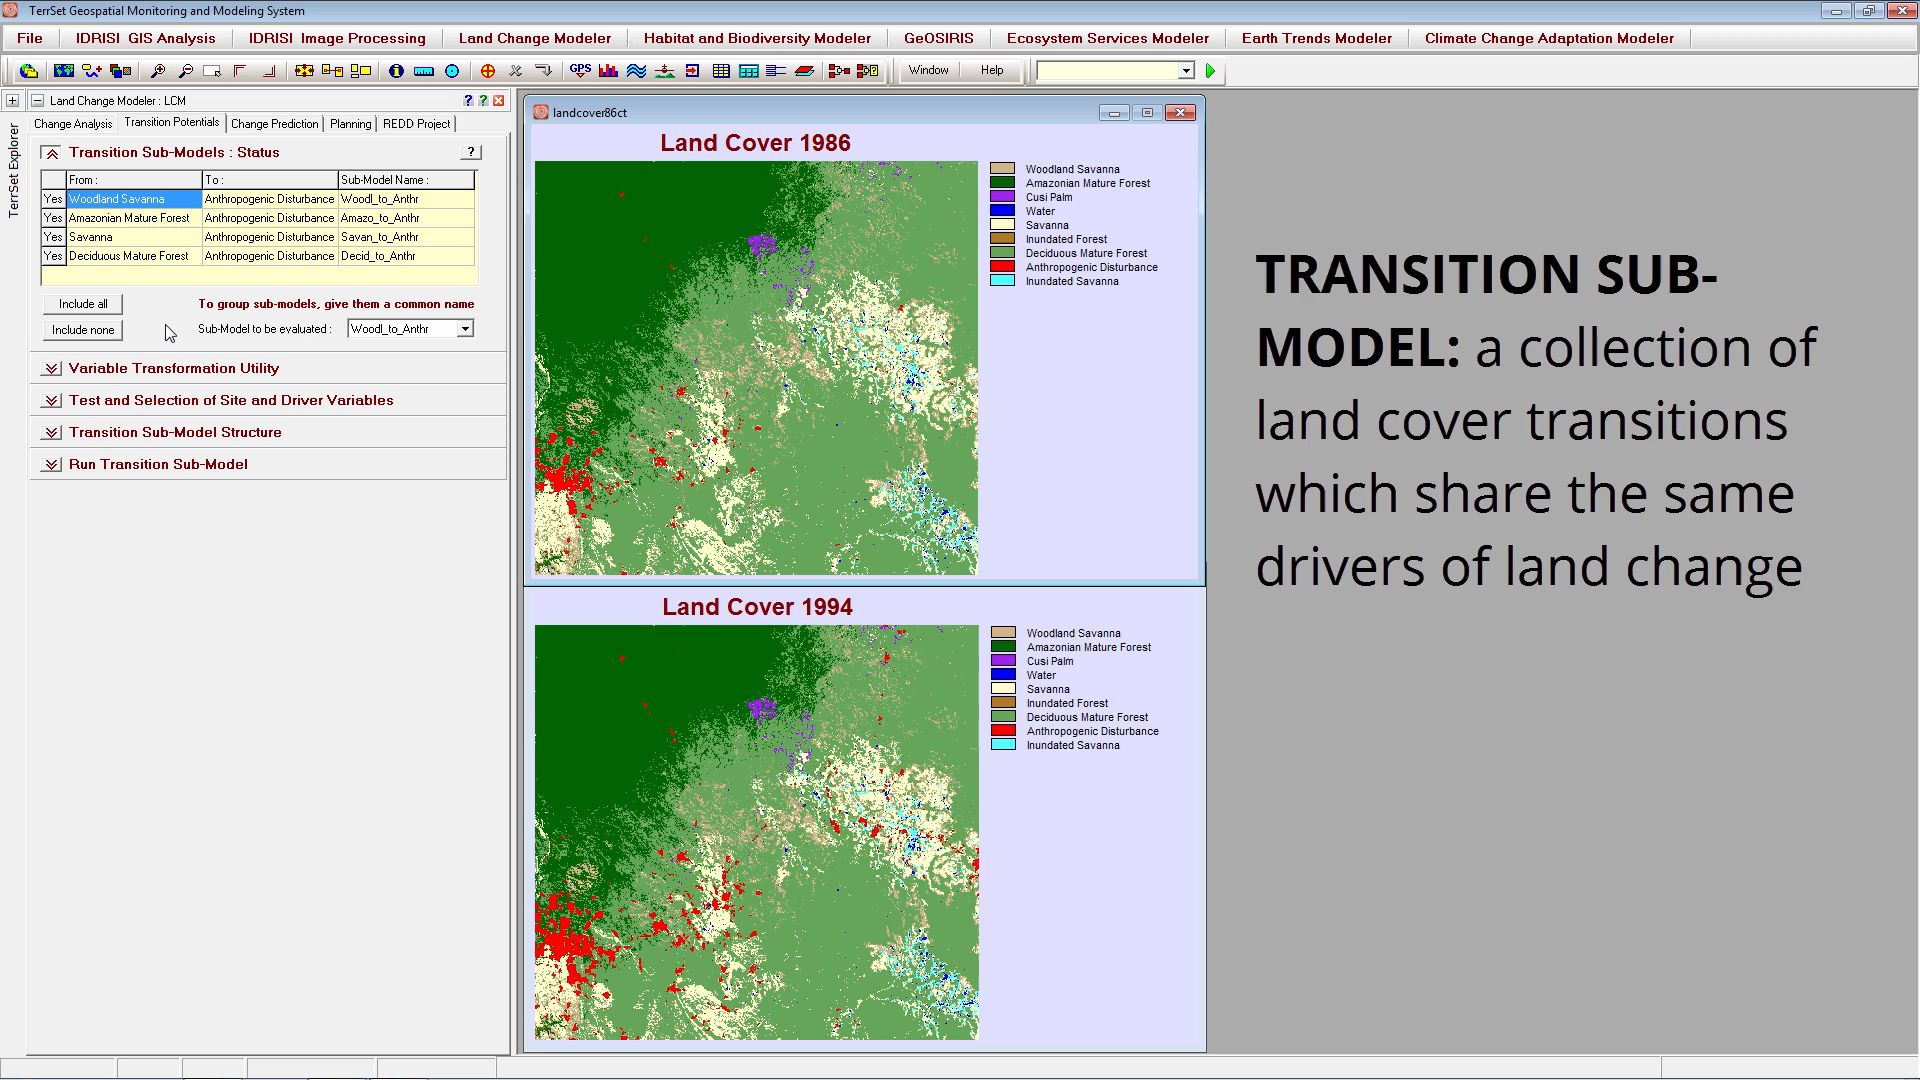 TerrSet Geospatial Monitoring and Modeling System
File IDRISI GIS Analysis IDRISI Image Processing Land Change Modeler Habitat and Biodiversity Modeler GeOSIRIS Ecosystem Services Modeler Earth Trends Modeler Climate Change Adaptation Modeler
GPS Window Help
TerrSet Explorer
Land Change Modeler : LCM
Change Analysis Transition Potentials Change Prediction Planning REDD Project
Transition Sub-Models : Status ?
From : To : Sub-Model Name :
Yes Woodland Savanna Anthropogenic Disturbance Woodl_to_Anthr
Yes Amazonian Mature Forest Anthropogenic Disturbance Amazo_to_Anthr
Yes Savanna Anthropogenic Disturbance Savan_to_Anthr
Yes Deciduous Mature Forest Anthropogenic Disturbance Decid_to_Anthr
Include all To group sub-models, give them a common name
Include none Sub-Model to be evaluated : Woodl_to_Anthr
Variable Transformation Utility
Test and Selection of Site and Driver Variables
Transition Sub-Model Structure
Run Transition Sub-Model
landcover86ct
Land Cover 1986
Woodland Savanna
Amazonian Mature Forest
Cusi Palm
Water
Savanna
Inundated Forest
Deciduous Mature Forest
Anthropogenic Disturbance
Inundated Savanna
Land Cover 1994
Woodland Savanna
Amazonian Mature Forest
Cusi Palm
Water
Savanna
Inundated Forest
Deciduous Mature Forest
Anthropogenic Disturbance
Inundated Savanna
TRANSITION SUB-
MODEL: a collection of
land cover transitions
which share the same
drivers of land change